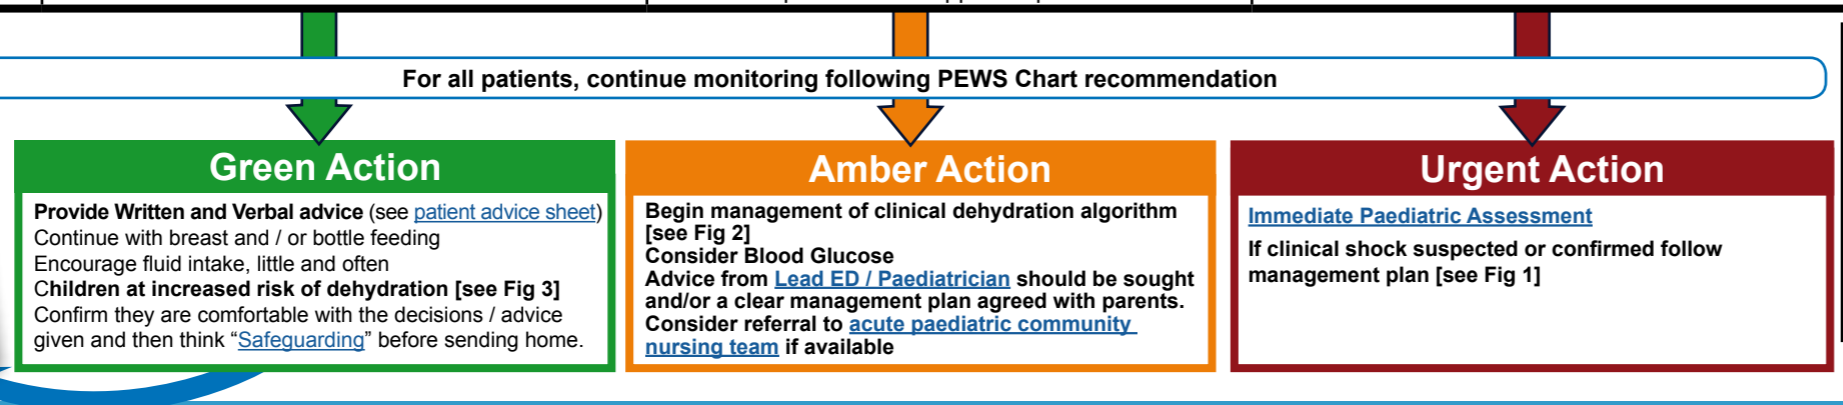 For all patients, continue monitoring following PEWS Chart recommendation
Green Action
Provide Written and Verbal advice (see patient advice sheet)
Continue with breast and / or bottle feeding
Encourage fluid intake, little and often
Children at increased risk of dehydration [see Fig 3]
Confirm they are comfortable with the decisions / advice
given and then think “Safeguarding” before sending home.
Amber Action
Begin management of clinical dehydration algorithm
[see Fig 2]
Consider Blood Glucose
Advice from Lead ED / Paediatrician should be sought
and/or a clear management plan agreed with parents.
Consider referral to acute paediatric community
nursing team if available
Urgent Action
Immediate Paediatric Assessment
If clinical shock suspected or confirmed follow
management plan [see Fig 1]